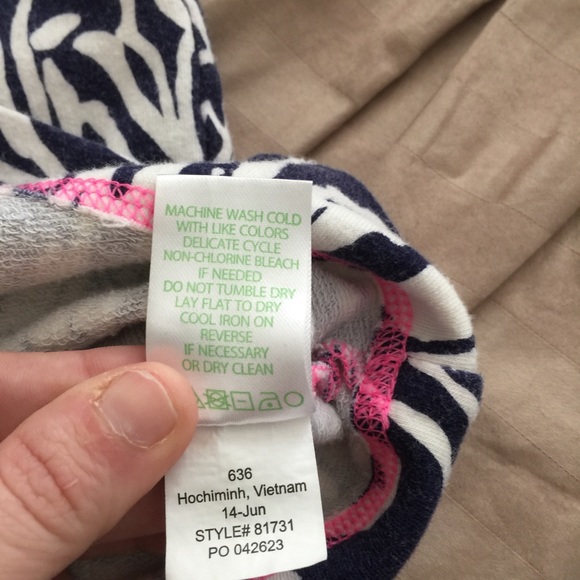 MACHINE WASH COLD
WITH LIKE COLORS
DELICATE CYCLE
NON-CHLORINE BLEACH
IF NEEDED
DO NOT TUMBLE DRY
LAY FLAT TO DRY
COOL IRON ON
REVERSE
IF NECESSARY
OR DRY CLEAN
636
Hochiminh, Vietnam
14-Jun
STYLE# 81731
PO 042623